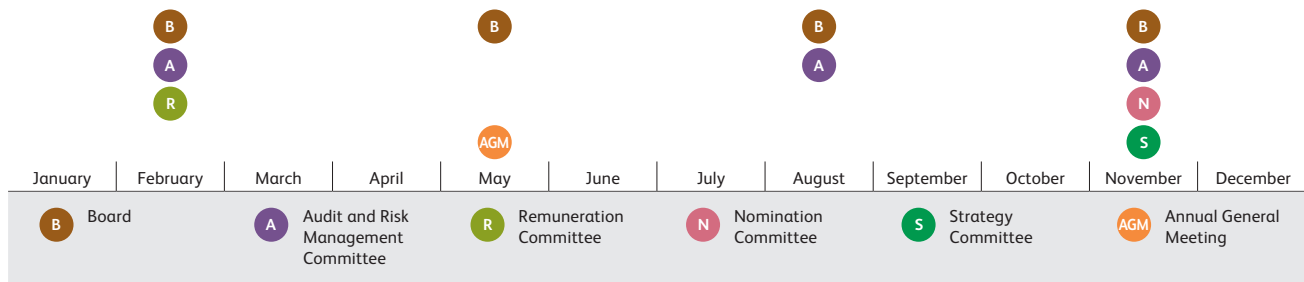 B B B B
A A A
R N
AGM S
January February March April May June July August September October November December
B Board
A Audit and Risk
Management
Committee
R Remuneration
Committee
N Nomination
Committee
S Strategy
Committee
AGM Annual General
Meeting